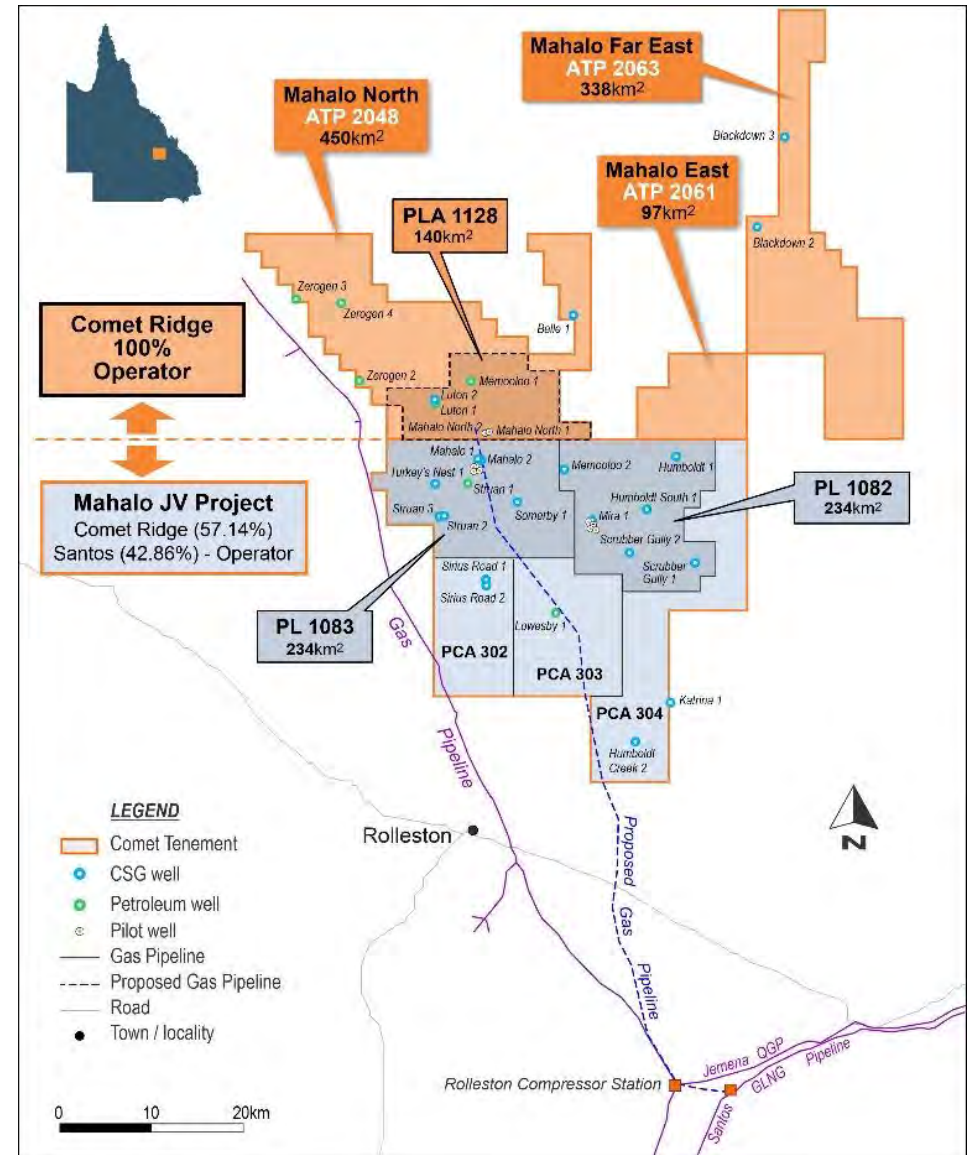 Mahalo Far East
ATP 2063
338km²
Mahalo North
ATP 2048
450km²
Blackdown 3
Mahalo East
ATP 2061
97km²
PLA 1128
140km²
Blackdown 2
Zerogen 3
Zerogen 4
Belle 1
Comet Ridge
100%
Operator
Zerogen 2
Memooloo 1
Luton 2
Luton 1
Mahalo North 2
Mahalo North 1
Mahalo 1
Mahalo 2
Memooloo 2
Humboldt 1
Turkey's Nest 1
Struan 1
Humboldt South 1
PL 1082
234km²
Mahalo JV Project
Comet Ridge (57.14%)
Santos (42.86%) - Operator
Struan 3
Struan 2
Somerby 1
Mira 1
Scrubber Gully 2
Scrubber
Gully 1
Sirius Road 1
Sirius Road 2
PL 1083
234km²
Lowesby 1
PCA 302
PCA 303
PCA 304
Katrina 1
Humboldt
Creek 2
Gas
Pipeline
Rolleston
N
Proposed
Gas
Pipeline
LEGEND
Comet Tenement
CSG well
Petroleum well
Pilot well
Gas Pipeline
Proposed Gas Pipeline
Road
Town / locality
Jemena QGP
Pipeline
Santos GLNG
Rolleston Compressor Station
0 10 20km